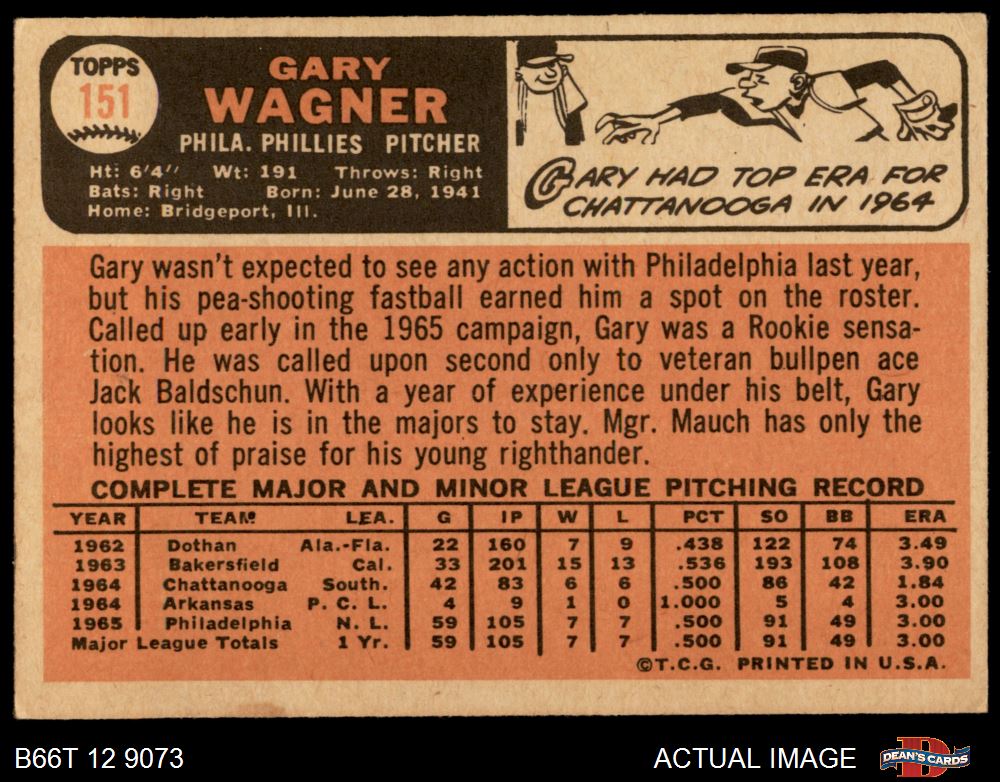 TOPPS
151
GARY
WAGNER
PHILA. PHILLIES PITCHER
Ht: 6'4" Wt: 191 Throws: Right
Bats: Right Born: June 28, 1941
Home: Bridgeport, Ill.
GARY HAD TOP ERA FOR
CHATTANOOGA IN 1964
Gary wasn't expected to see any action with Philadelphia last year,
but his pea-shooting fastball earned him a spot on the roster.
Called up early in the 1965 campaign, Gary was a Rookie sensa-
tion. He was called upon second only to veteran bullpen ace
Jack Baldschun. With a year of experience under his belt, Gary
looks like he is in the majors to stay. Mgr. Mauch has only the
highest of praise for his young righthander.
COMPLETE MAJOR AND MINOR LEAGUE PITCHING RECORD
YEAR TEAM LEA. G IP W L PCT SO BB ERA
1962 Dothan Ala.-Fla. 22 160 7 9 .438 122 74 3.49
1963 Bakersfield Cal. 33 201 15 13 .536 193 108 3.90
1964 Chattanooga South. 42 83 6 6 .500 86 42 1.84
1964 Arkansas P. C. L. 4 9 1 0 1.000 5 4 3.00
1965 Philadelphia N. L. 59 105 7 7 .500 91 49 3.00
Major League Totals 1 Yr. 59 105 7 7 .500 91 49 3.00
©T.C.G. PRINTED IN U.S.A.
B66T 12 9073 ACTUAL IMAGE DEAN'S CARDS